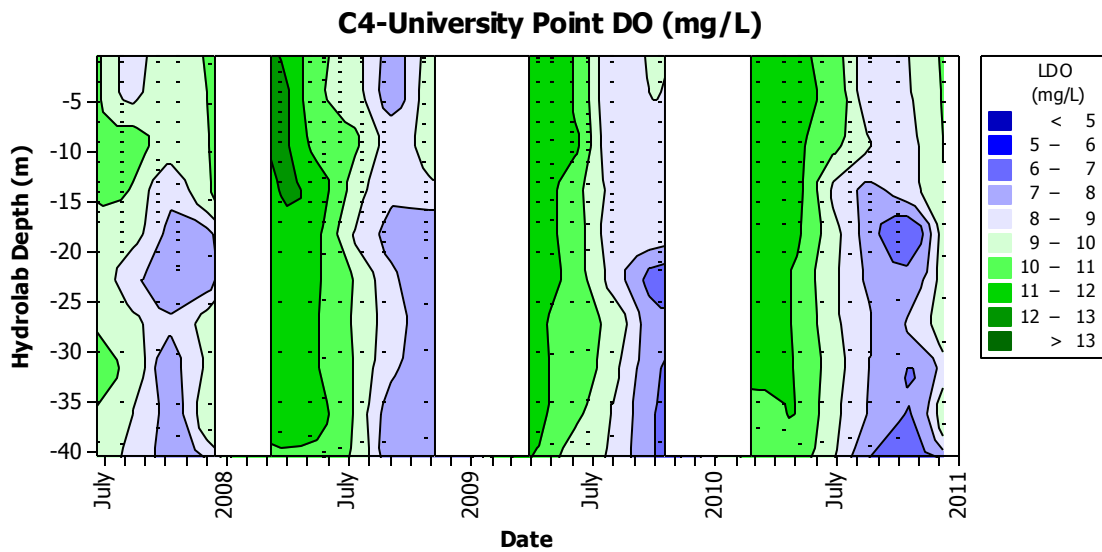 C4-University Point DO (mg/L)
Hydrolab Depth (m)
-5
-10
-15
-20
-25
-30
-35
-40
July
2008
July
2009
July
2010
July
2011
Date
LDO
(mg/L)
< 5
5 – 6
6 – 7
7 – 8
8 – 9
9 – 10
10 – 11
11 – 12
12 – 13
> 13